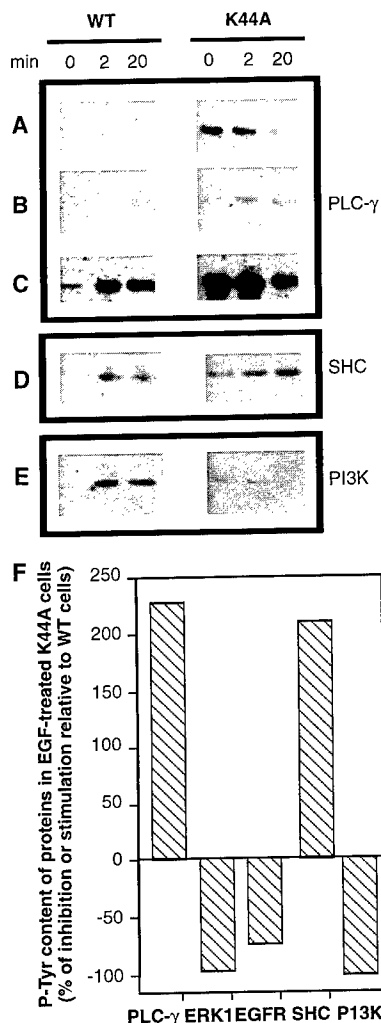 WT K44A
min 0 2 20 0 2 20
A
B PLC-γ
C
D SHC
E PI3K
F
P-Tyr content of proteins in EGF-treated K44A cells
(% of inhibition or stimulation relative to WT cells)
250
200
150
100
50
0
-50
-100
PLC-γ ERK1 EGFR SHC P13K